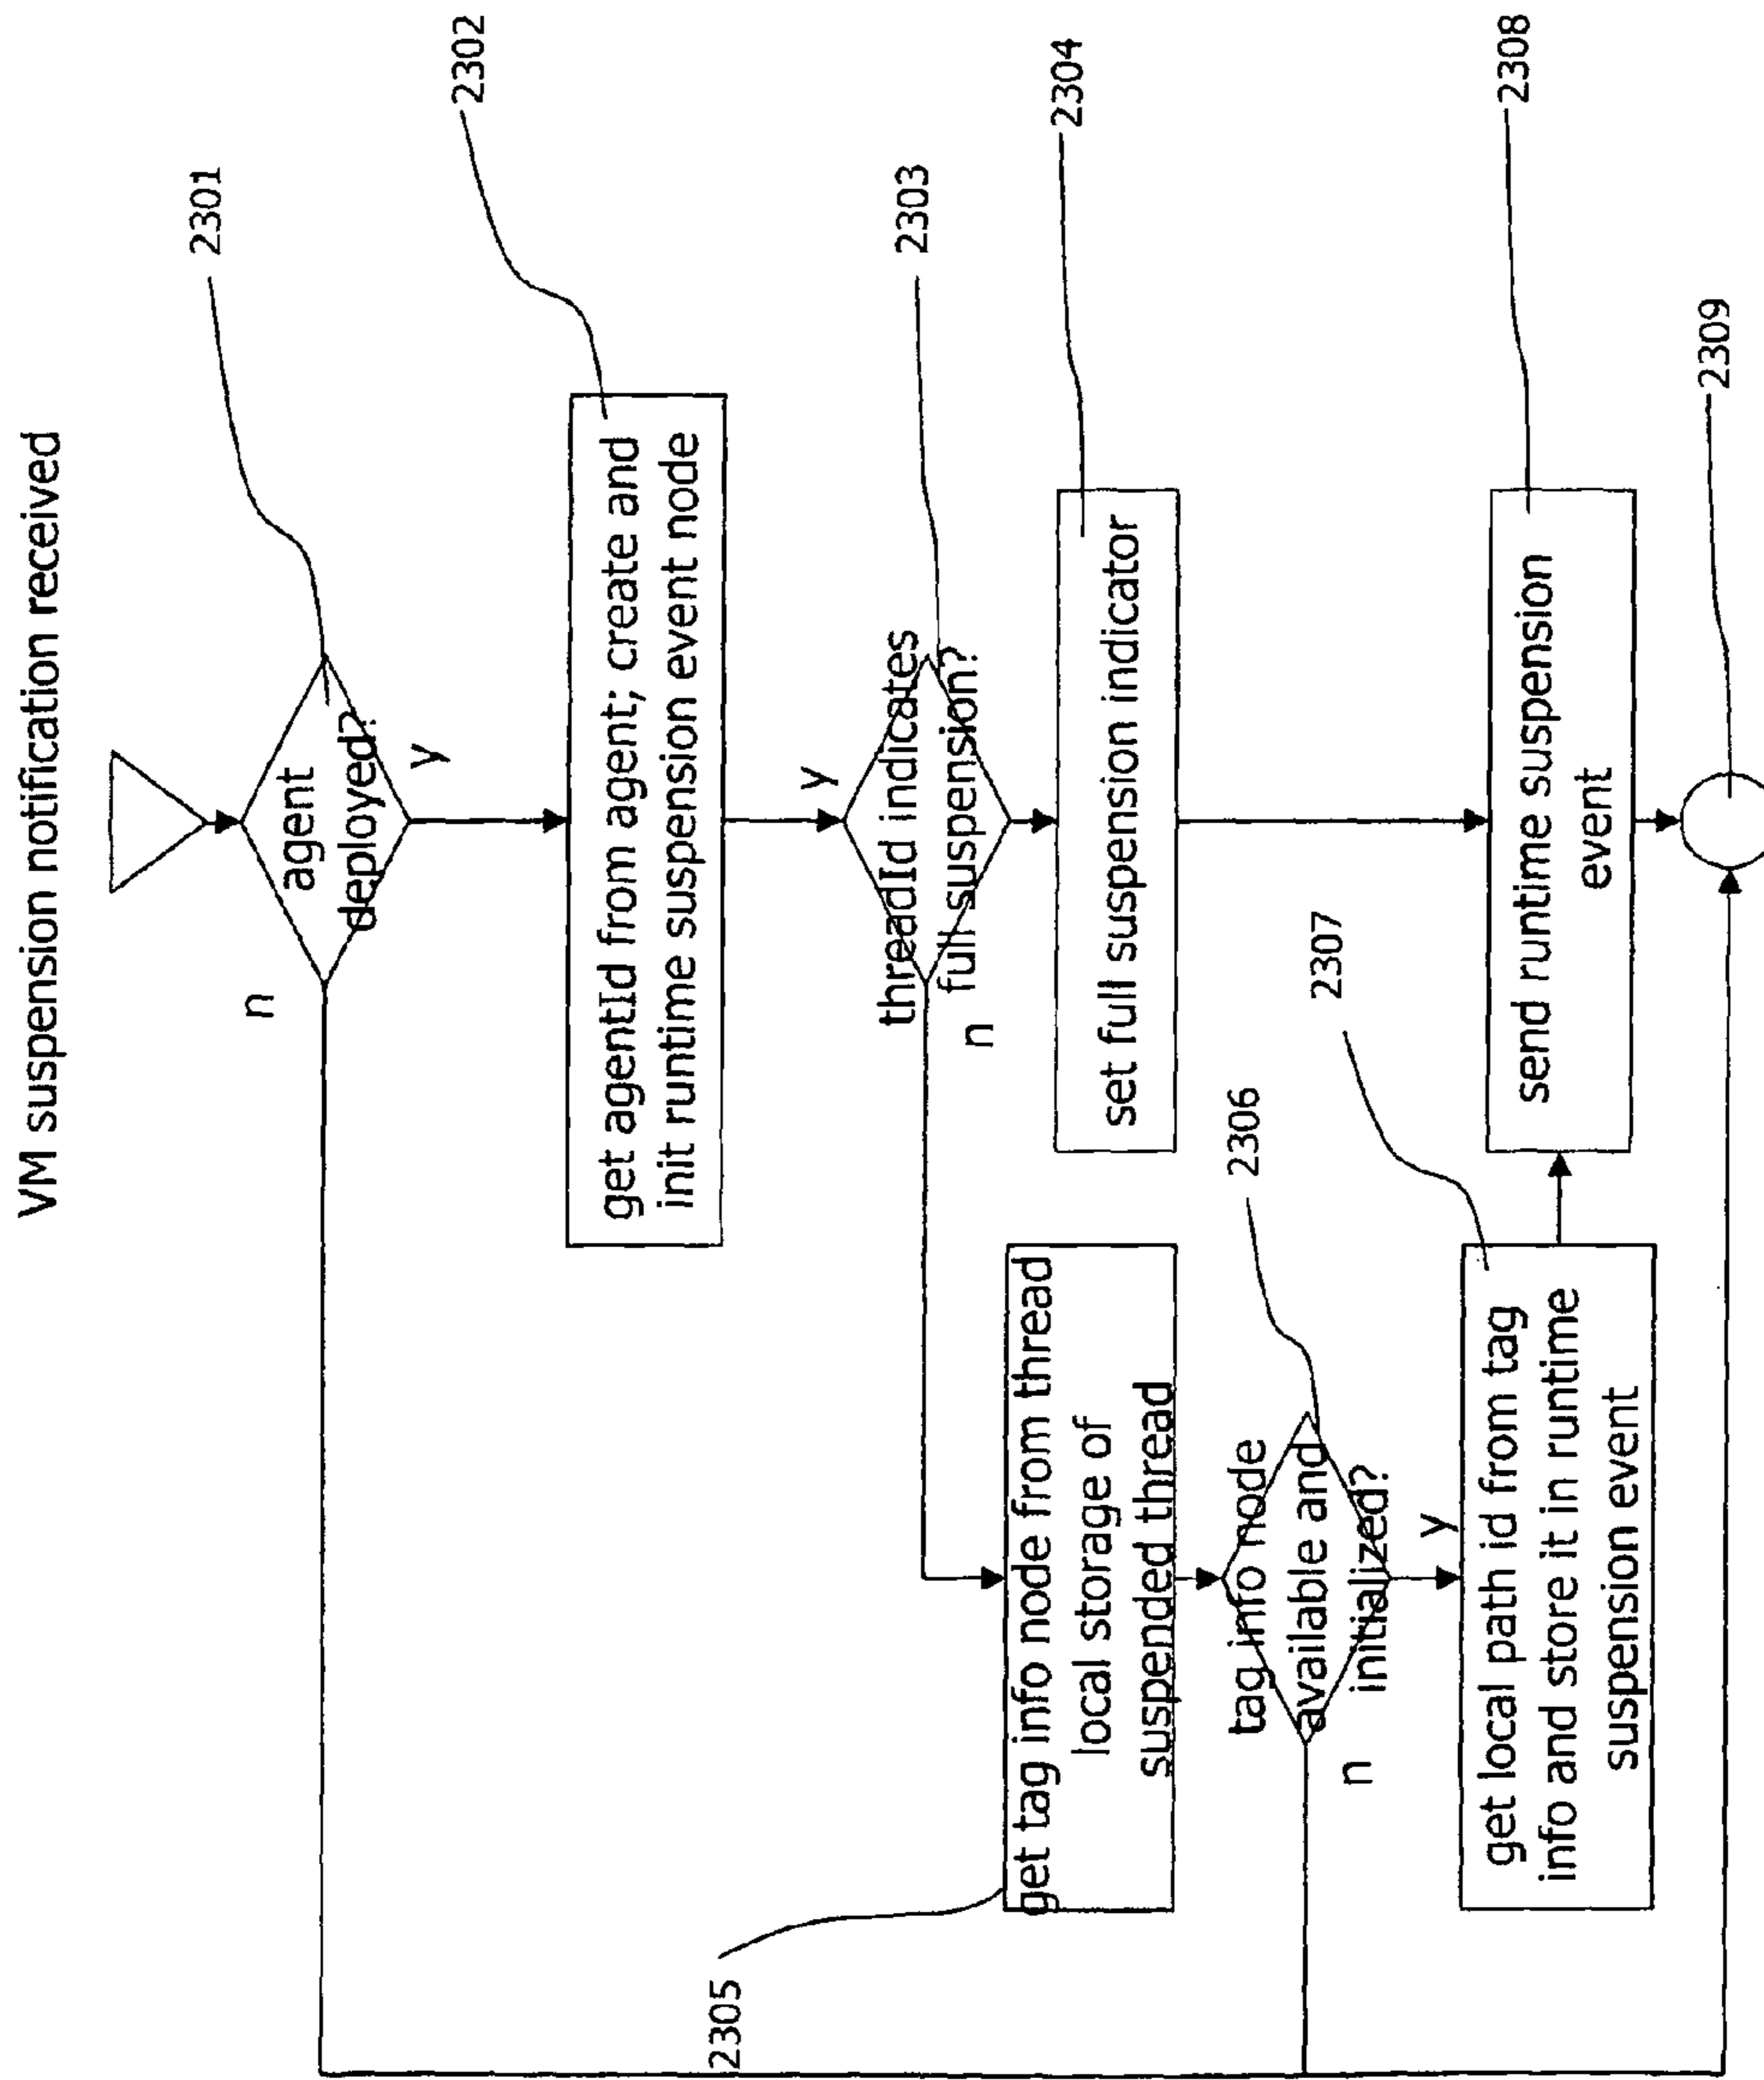 VM suspension notification received
2301
agent
deployed?
n
y
2302
get agentId from agent; create and
init runtime suspension event node
2303
y
threadId indicates
full suspension?
n
2304
set full suspension indicator
2305
get tag info node from thread
local storage of
suspended thread
2306
tag info node
available and
initialized?
n
y
2307
get local path id from tag
info and store it in runtime
suspension event
2308
send runtime suspension
event
2309